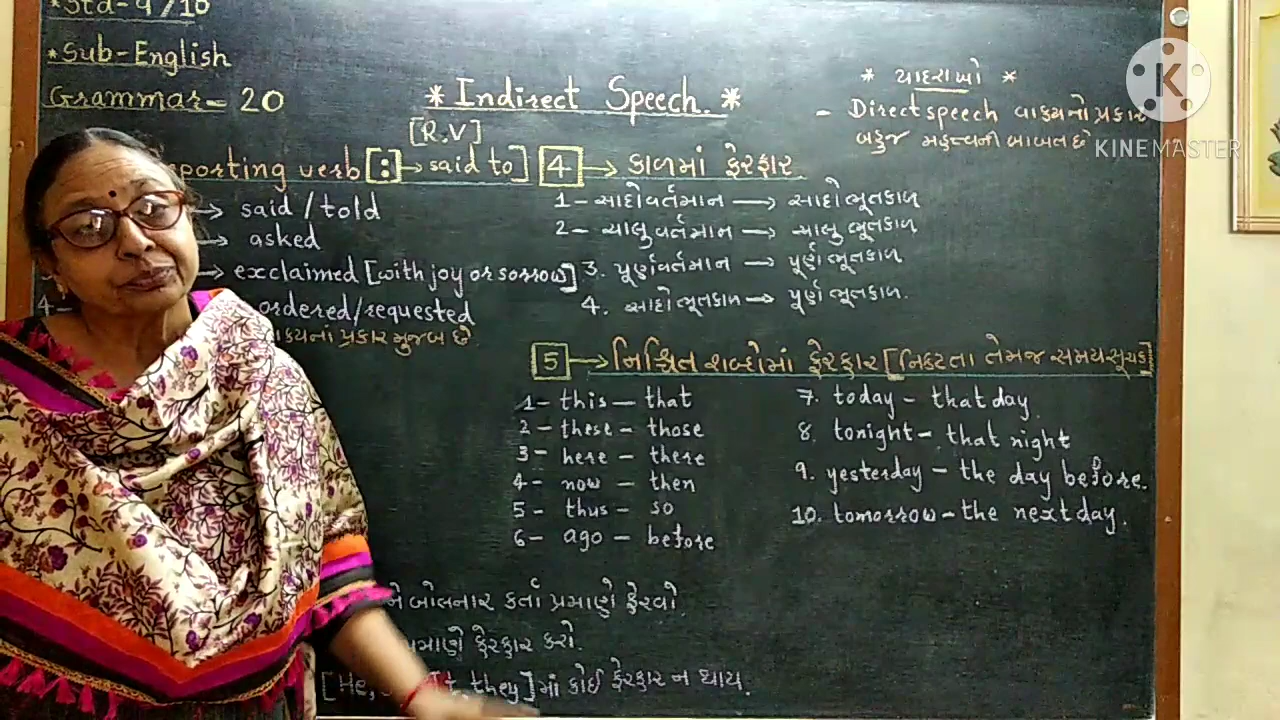 *Std-9/10
*Sub-English
Grammar-20
* Indirect Speech. *
[R.V]
porting verb [:→ said to]
→ said/told
→ asked
→ exclaimed [with joy or sorrow]
4- ordered/requested
ક્યનાં પ્રકાર મુજબ છે
* યાદરાખો *
- Direct speech વાક્યનો પ્રકાર
બહુજ મહત્વની બાબત છે
K
KINEMASTER
4 → કાળમાં ફેરફાર
1- સાદોવર્તમાન → સાદો ભૂતકાળ
2- ચાલુવર્તમાન → ચાલુ ભૂતકાળ
3. પૂર્ણવર્તમાન → પૂર્ણ ભૂતકાળ
4. સાદો ભૂતકાળ → પૂર્ણ ભૂતકાળ.
5 → નિશ્ચિત શબ્દોમાં ફેરફાર [નિકટતા તેમજ સમયસૂચક]
1- this - that
2- these - those
3- here - there
4- now - then
5- thus - so
6- ago - before
7. today - that day
8. tonight - that night
9. yesterday - the day before.
10. tomorrow - the next day.
ને બોલનાર કર્તા પ્રમાણે ફેરવો.
પ્રમાણે ફેરફાર કરો.
[He, It, they]માં કોઈ ફેરફાર ન થાય.